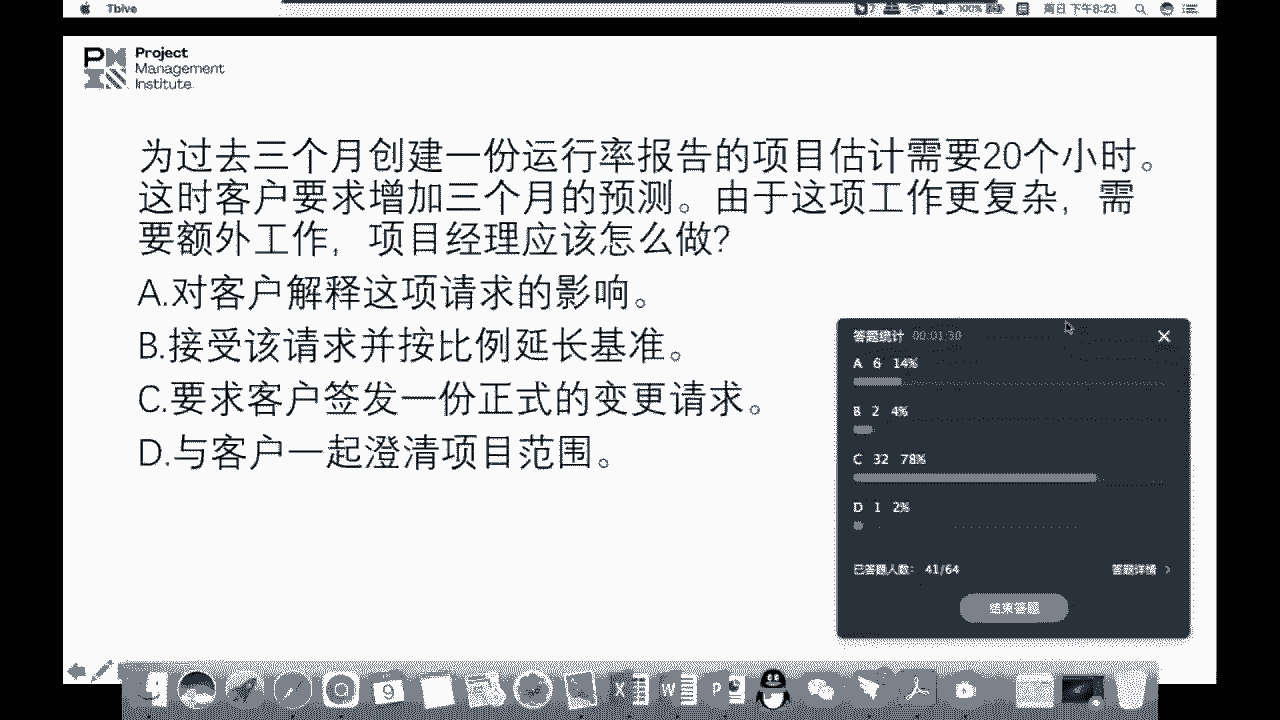 Tbive
7
100%
周日 下午8:23
Project
Management
Institute
为过去三个月创建一份运行率报告的项目估计需要20个小时。
这时客户要求增加三个月的预测。由于这项工作更复杂，需
要额外工作，项目经理应该怎么做?
A.对客户解释这项请求的影响。
B.接受该请求并按比例延长基准。
C.要求客户签发一份正式的变更请求。
D.与客户一起澄清项目范围。
答题统计 00:01:30
A 6 14%
B 2 4%
C 32 78%
D 1 2%
已答题人数: 41/64
答题详情
结束答题
9
X
W
P